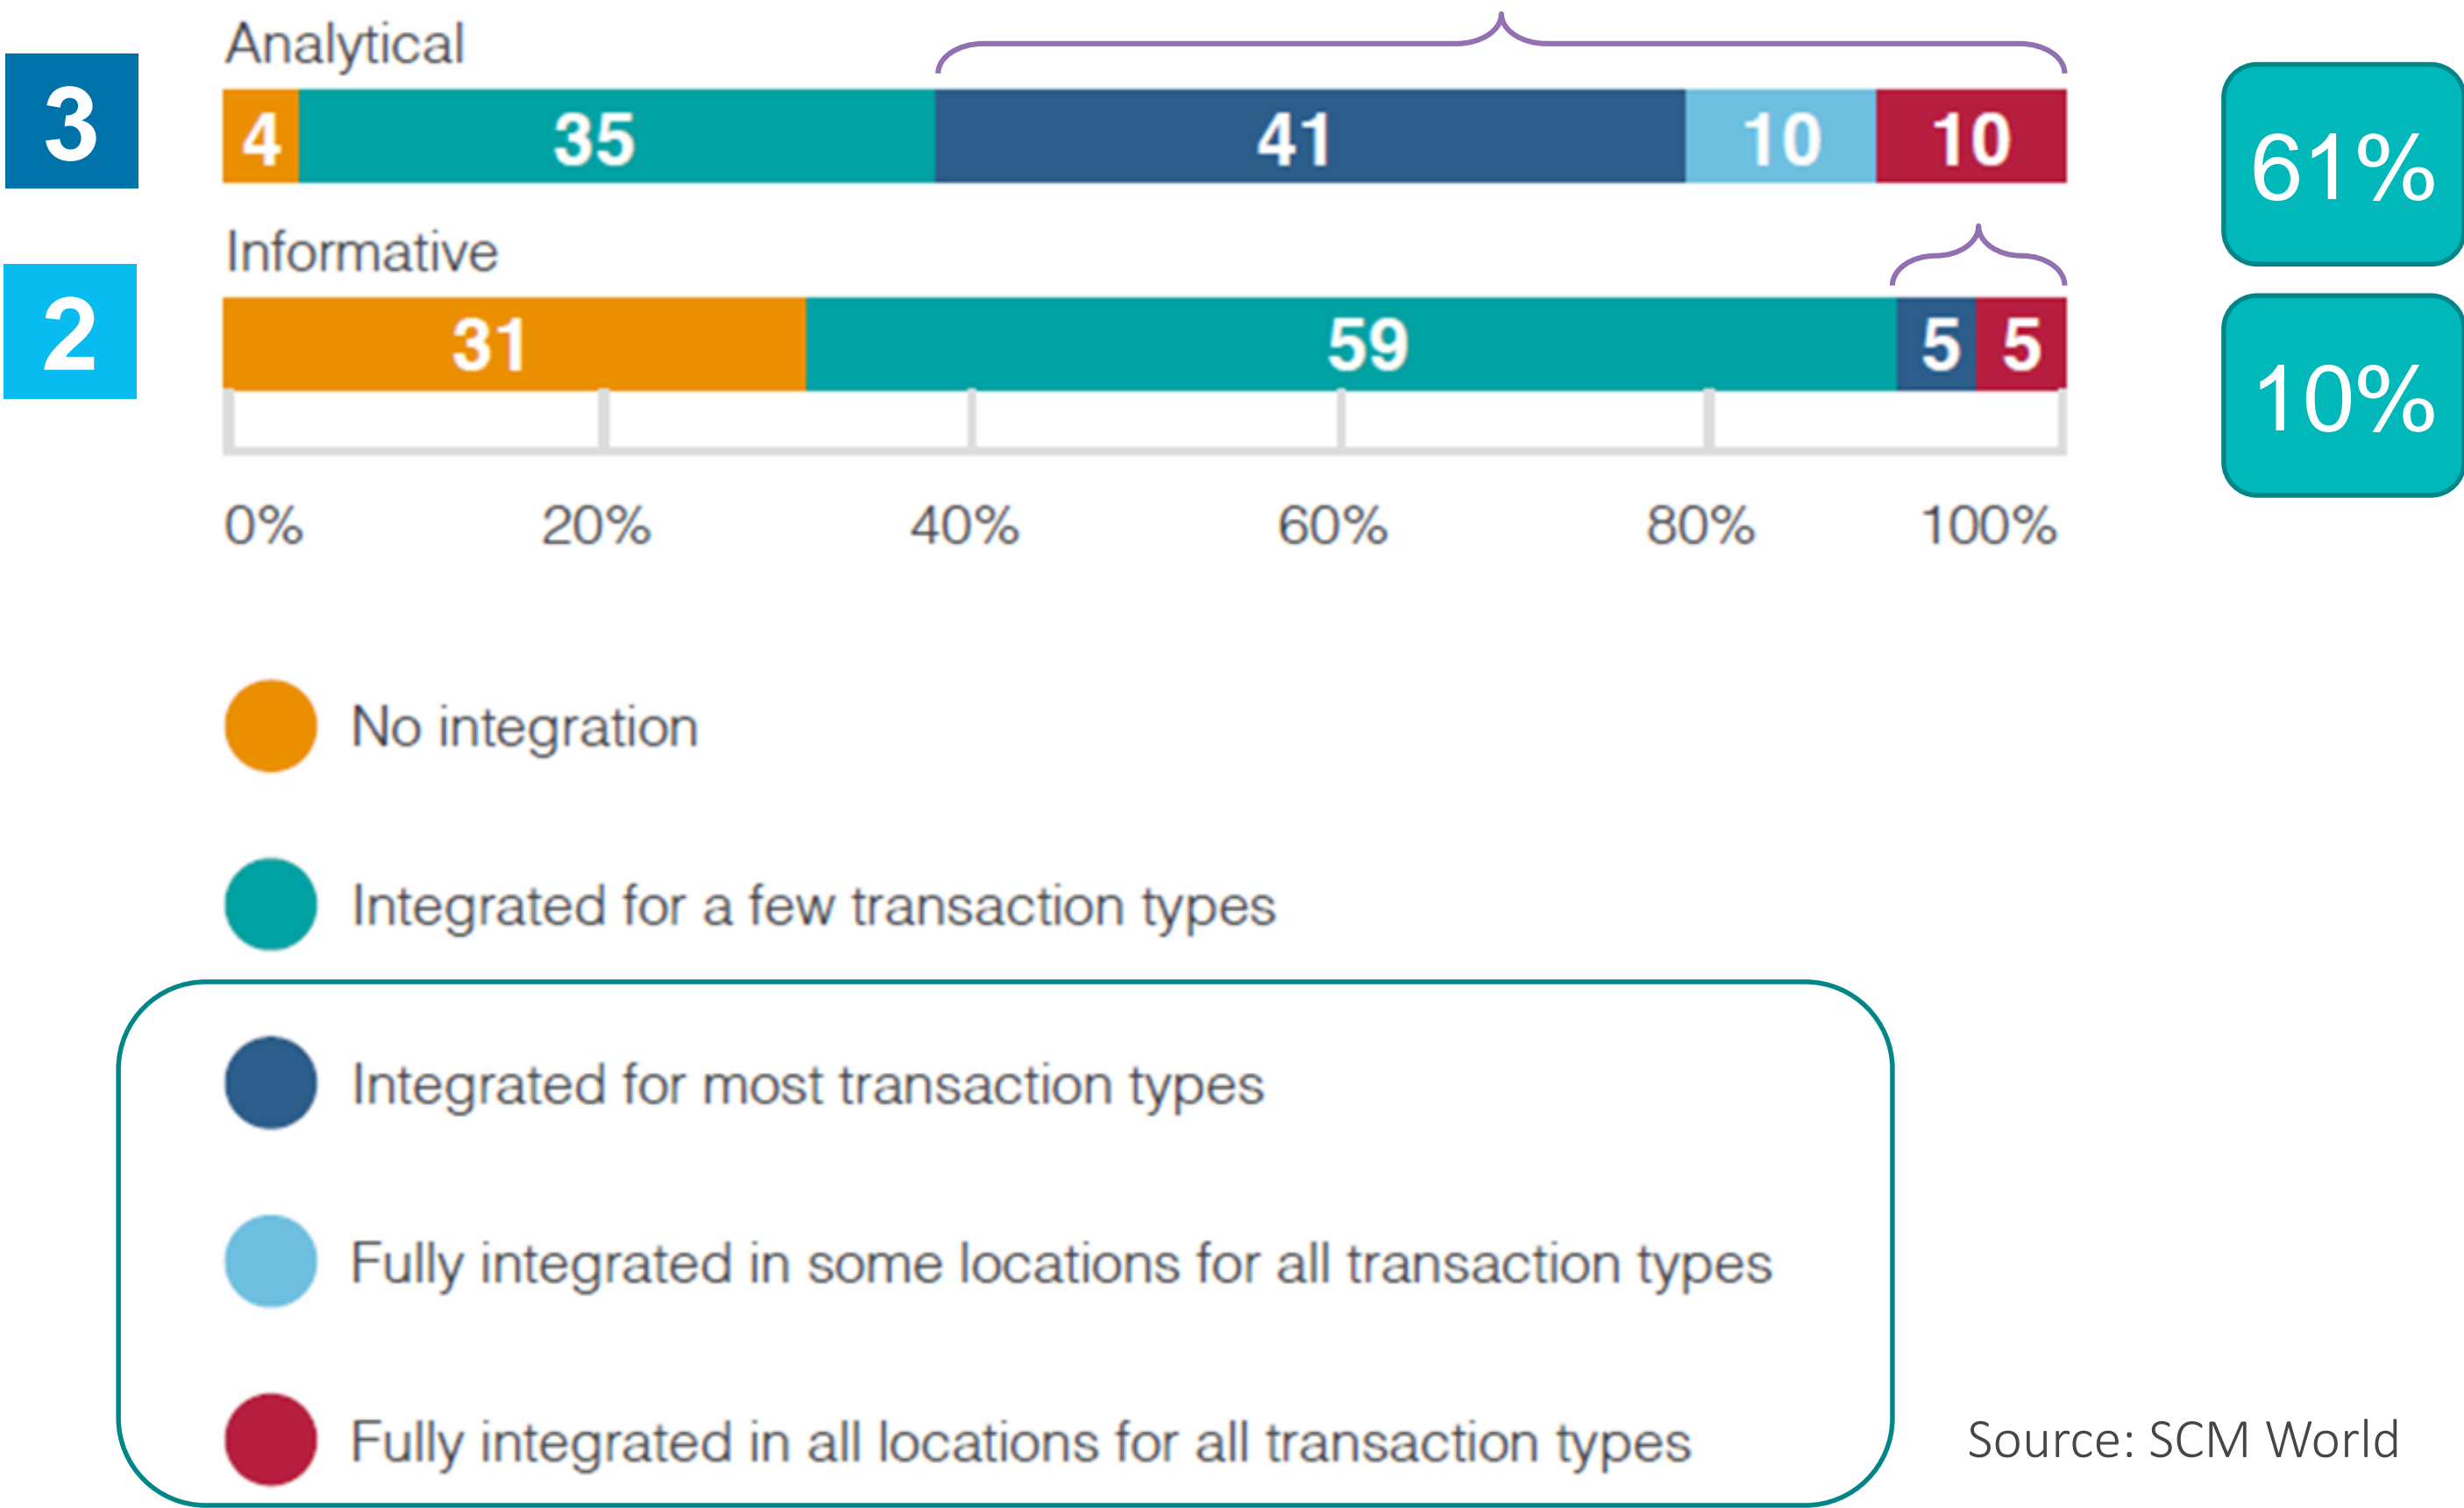 Analytical
3
4 35 41 10 10
61%
Informative
2
31 59 5 5
10%
0% 20% 40% 60% 80% 100%
No integration
Integrated for a few transaction types
Integrated for most transaction types
Fully integrated in some locations for all transaction types
Fully integrated in all locations for all transaction types
Source: SCM World